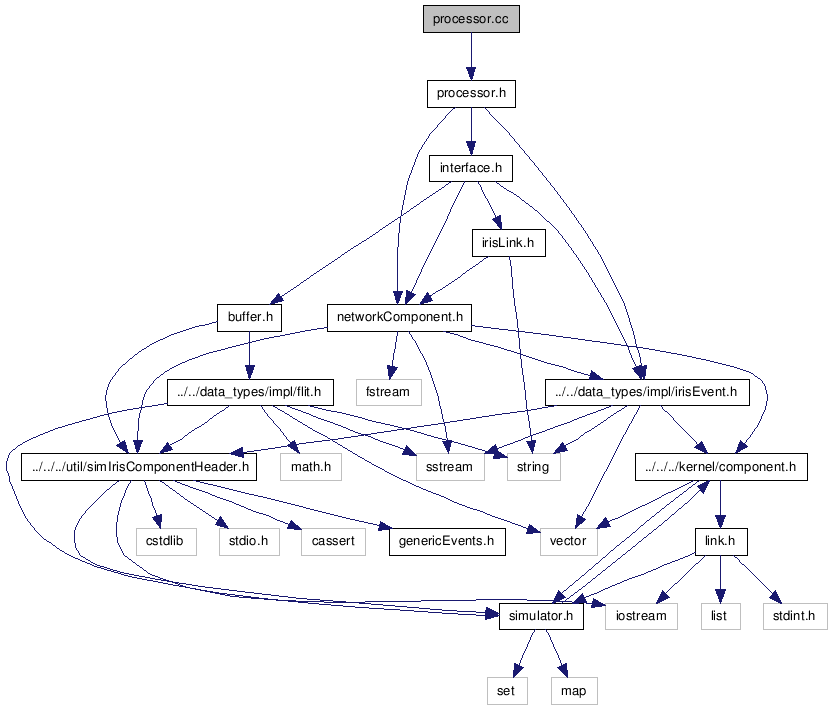 processor.cc
processor.h
interface.h
irisLink.h
buffer.h
networkComponent.h
../../data_types/impl/flit.h
fstream
../../data_types/impl/irisEvent.h
../../../util/simIrisComponentHeader.h
math.h
sstream
string
../../../kernel/component.h
cstdlib
stdio.h
cassert
genericEvents.h
vector
link.h
simulator.h
iostream
list
stdint.h
set
map